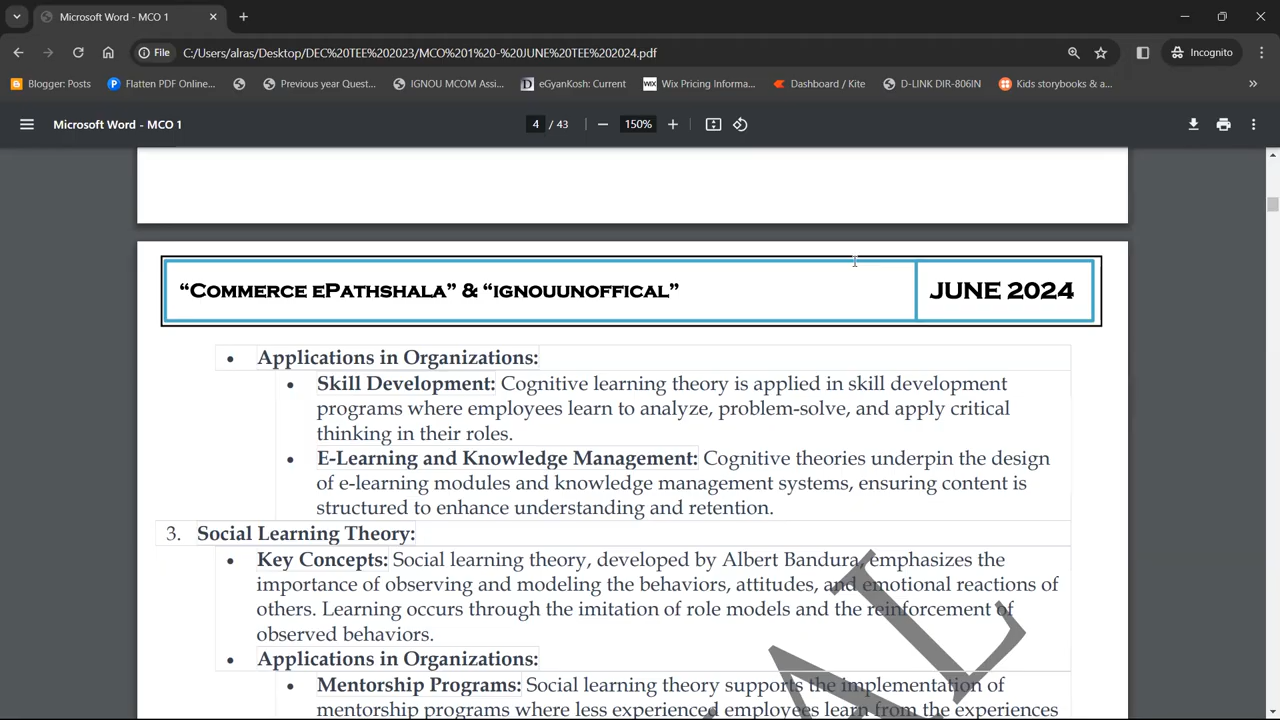 Microsoft Word - MCO 1
Incognito
File C:/Users/alras/Desktop/DEC%20TEE%202023/MCO%201%20-%20JUNE%20TEE%202024.pdf
Blogger: Posts Flatten PDF Online... Previous year Quest... IGNOU MCOM Assi... eGyanKosh: Current Wix Pricing Informa... Dashboard / Kite D-LINK DIR-806IN Kids storybooks & a...
Microsoft Word - MCO 1 4 / 43 150%
“COMMERCE EPATHSHALA” & “IGNOUUNOFFICAL” JUNE 2024
• Applications in Organizations:
• Skill Development: Cognitive learning theory is applied in skill development
programs where employees learn to analyze, problem-solve, and apply critical
thinking in their roles.
• E-Learning and Knowledge Management: Cognitive theories underpin the design
of e-learning modules and knowledge management systems, ensuring content is
structured to enhance understanding and retention.
3. Social Learning Theory:
• Key Concepts: Social learning theory, developed by Albert Bandura, emphasizes the
importance of observing and modeling the behaviors, attitudes, and emotional reactions of
others. Learning occurs through the imitation of role models and the reinforcement of
observed behaviors.
• Applications in Organizations:
• Mentorship Programs: Social learning theory supports the implementation of
mentorship programs where less experienced employees learn from the experiences
AL